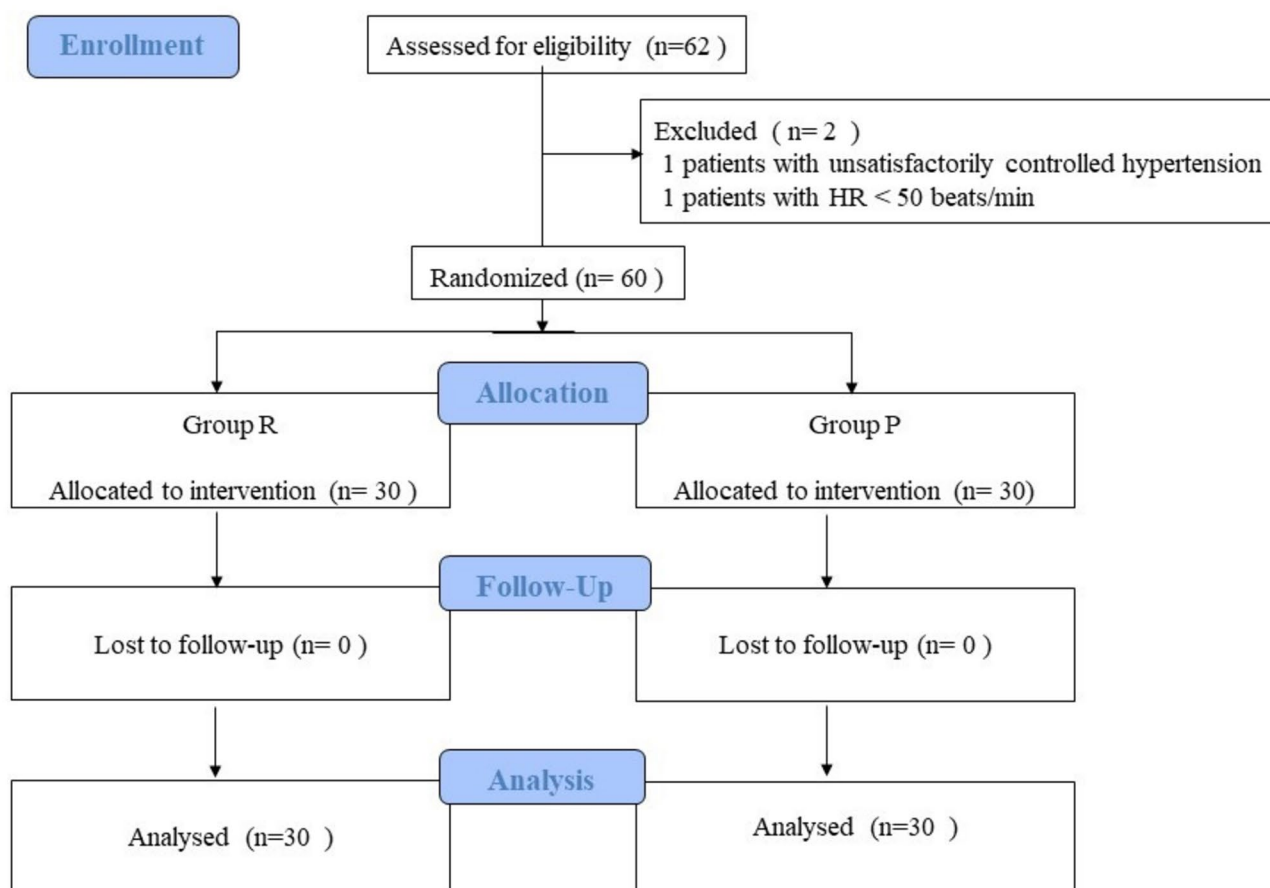 Enrollment
Assessed for eligibility (n=62 )
Excluded ( n= 2 )
1 patients with unsatisfactorily controlled hypertension
1 patients with HR < 50 beats/min
Randomized (n= 60 )
Allocation
Group R
Allocated to intervention (n= 30 )
Group P
Allocated to intervention (n= 30)
Follow-Up
Lost to follow-up (n= 0 )
Lost to follow-up (n= 0 )
Analysis
Analysed (n=30 )
Analysed (n=30 )